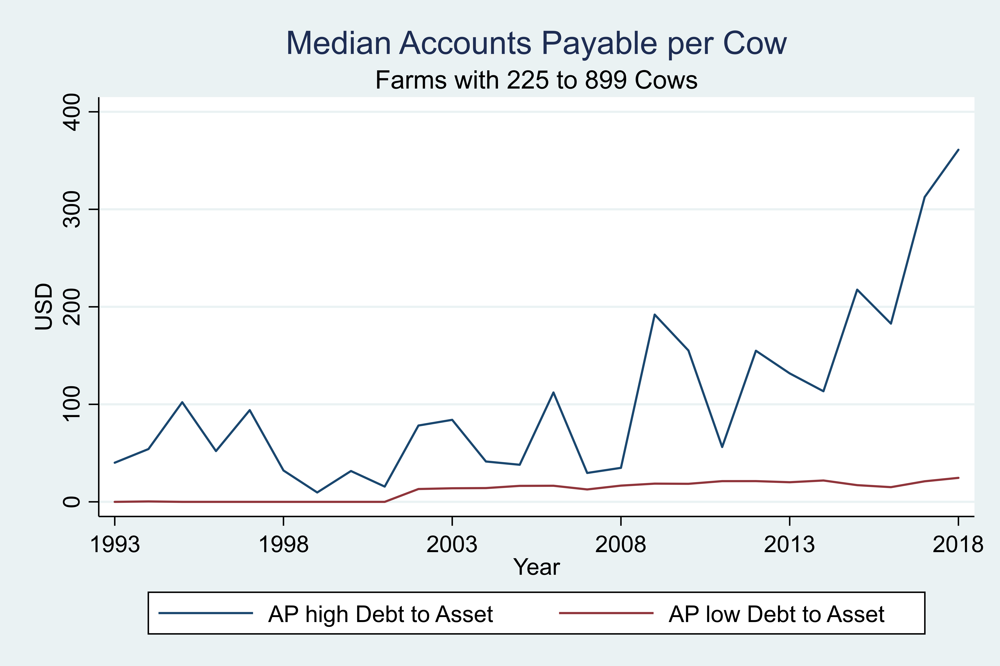 Median Accounts Payable per Cow
Farms with 225 to 899 Cows
400
300
200
100
0
USD
1993 1998 2003 2008 2013 2018
Year
AP high Debt to Asset AP low Debt to Asset